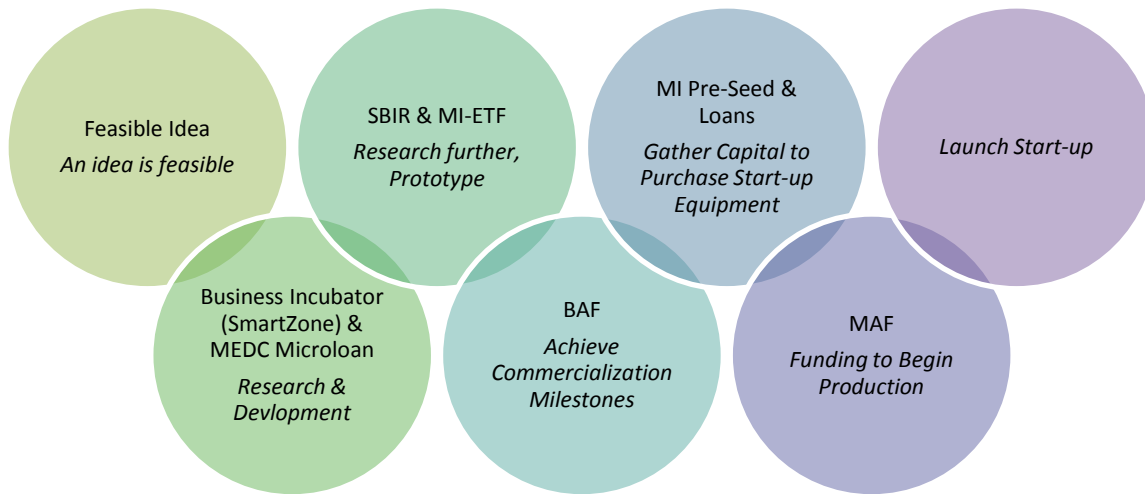 Feasible Idea
An idea is feasible
Business Incubator
(SmartZone) &
MEDC Microloan
Research &
Devlopment
SBIR & MI-ETF
Research further,
Prototype
BAF
Achieve
Commercialization
Milestones
MI Pre-Seed &
Loans
Gather Capital to
Purchase Start-up
Equipment
MAF
Funding to Begin
Production
Launch Start-up